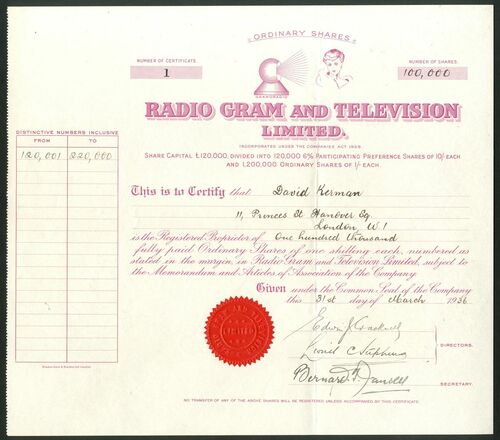 ORDINARY SHARES
NUMBER OF CERTIFICATE
1
NUMBER OF SHARES
100,000
RADIO GRAM AND TELEVISION
LIMITED.
INCORPORATED UNDER THE COMPANIES ACT 1929.
SHARE CAPITAL £120,000, DIVIDED INTO 120,000 6% PARTICIPATING PREFERENCE SHARES OF 10/- EACH
AND 1,200,000 ORDINARY SHARES OF 1/- EACH.
DISTINCTIVE NUMBERS INCLUSIVE
FROM TO
120,001 220,000
This is to Certify that David Kerman
11, Princes St Hanover Sq.
London, W.1
is the Registered Proprietor of One hundred thousand
fully paid Ordinary Shares of one shilling each, numbered as
stated in the margin, in Radio Gram and Television Limited, subject to
the Memorandum and Articles of Association of the Company.
Given under the Common Seal of the Company
this 31st day of March 1936
DIRECTORS.
Lionel C Stephens
Bernard
SECRETARY.
NO TRANSFER OF ANY OF THE ABOVE SHARES WILL BE REGISTERED UNLESS ACCOMPANIED BY THIS CERTIFICATE.